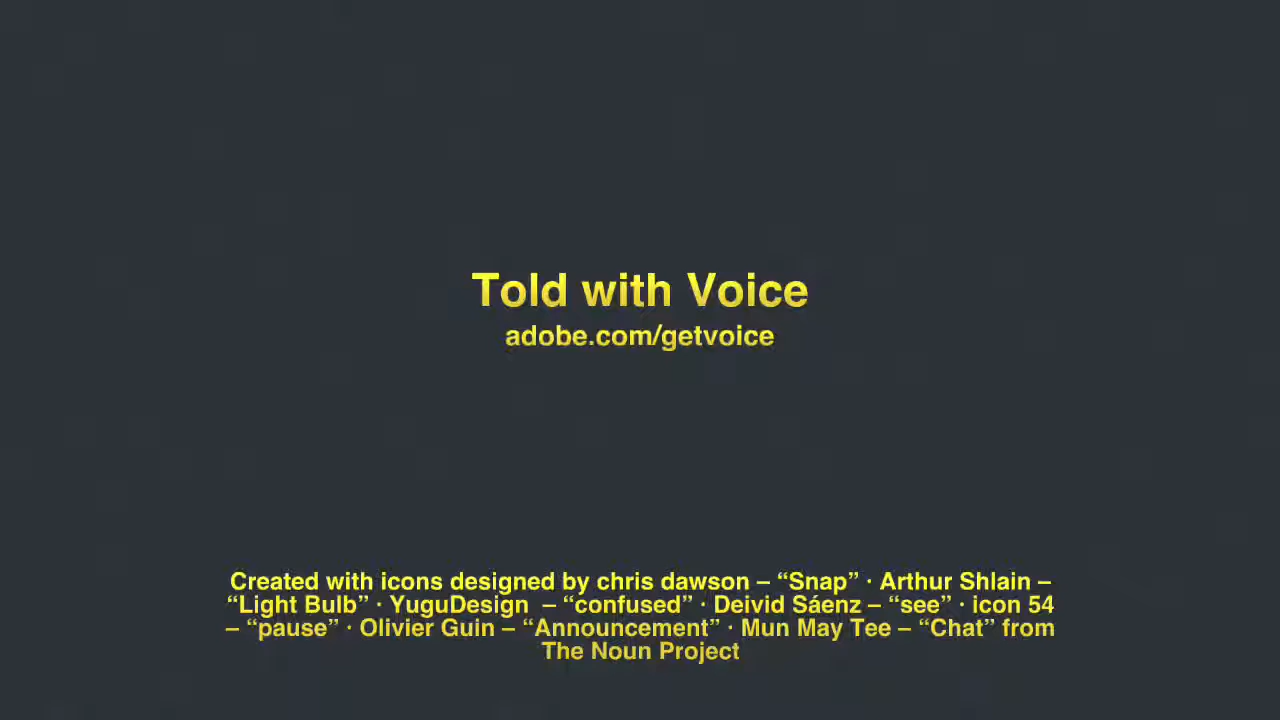 Told with Voice
adobe.com/getvoice
Created with icons designed by chris dawson – “Snap” · Arthur Shlain –
“Light Bulb” · YuguDesign  – “confused” · Deivid Sáenz – “see” · icon 54
– “pause” · Olivier Guin – “Announcement” · Mun May Tee – “Chat” from
The Noun Project